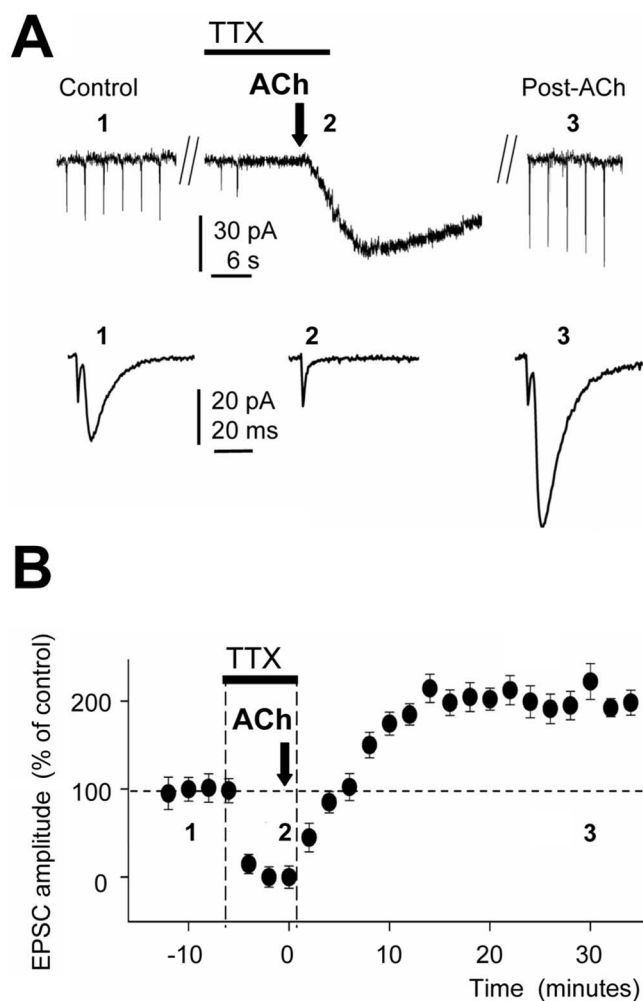 A
TTX
Control
ACh
Post-ACh
1
2
3
30 pA
6 s
1
2
3
20 pA
20 ms
B
EPSC amplitude (% of control)
TTX
ACh
200
100
0
1
2
3
-10
0
10
20
30
Time (minutes)